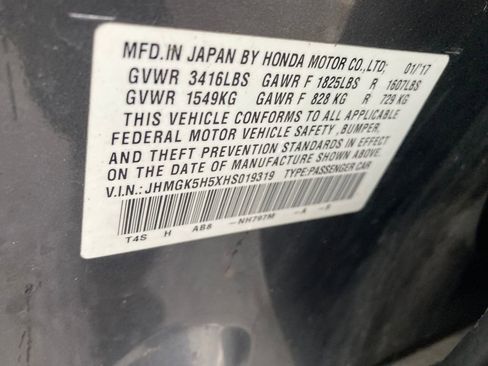 MFD.IN JAPAN BY HONDA MOTOR CO.,LTD; 01/'17
GVWR 3416LBS GAWR F 1825LBS R 1607LBS
GVWR 1549KG GAWR F 828 KG R 729 KG
THIS VEHICLE CONFORMS TO ALL APPLICABLE
FEDERAL MOTOR VEHICLE SAFETY , BUMPER,
AND THEFT PREVENTION STANDARDS IN EFFECT
ON THE DATE OF MANUFACTURE SHOWN ABOVE.
V.I.N.: JHMGK5H5XHS019319 TYPE:PASSENGER CAR
T4S H AB8 -NH797M -A -E